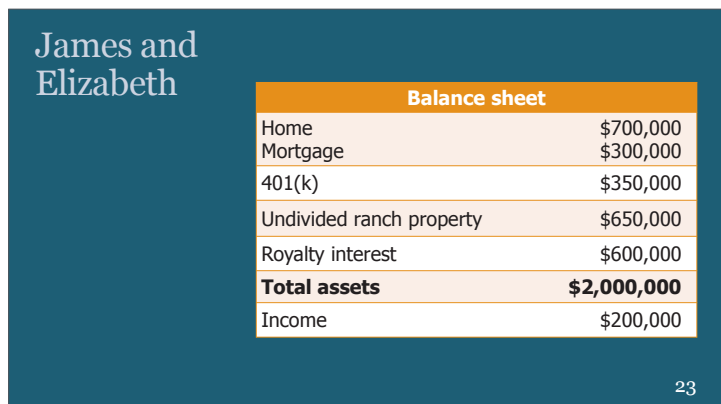 James and
Elizabeth
Balance sheet
Home $700,000
Mortgage $300,000
401(k) $350,000
Undivided ranch property $650,000
Royalty interest $600,000
Total assets $2,000,000
Income $200,000
23